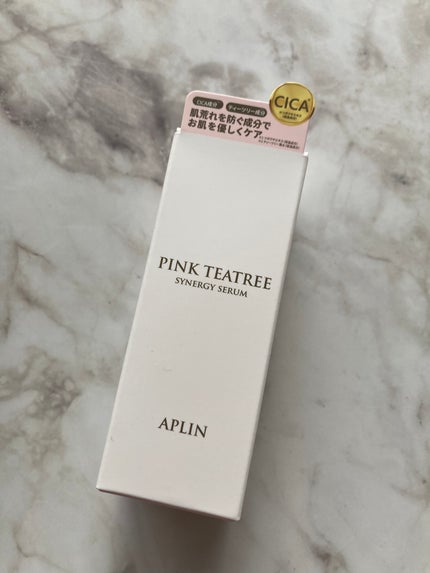 CICA成分 ティーツリー成分
肌荒れを防ぐ成分で
お肌を優しくケア
CICA
PINK TEATREE
SYNERGY SERUM
APLIN